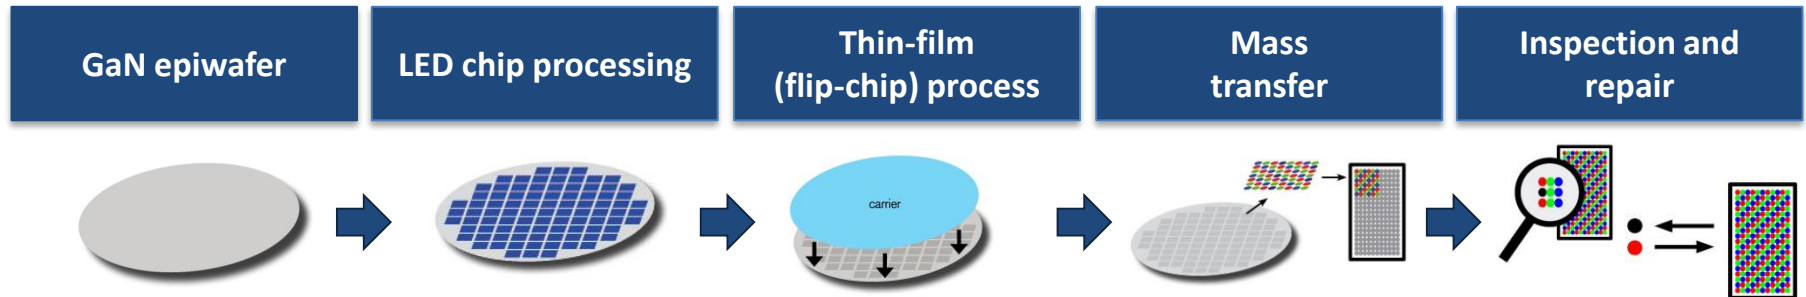 GaN epiwafer
LED chip processing
Thin-film
(flip-chip) process
Mass
transfer
Inspection and
repair
carrier